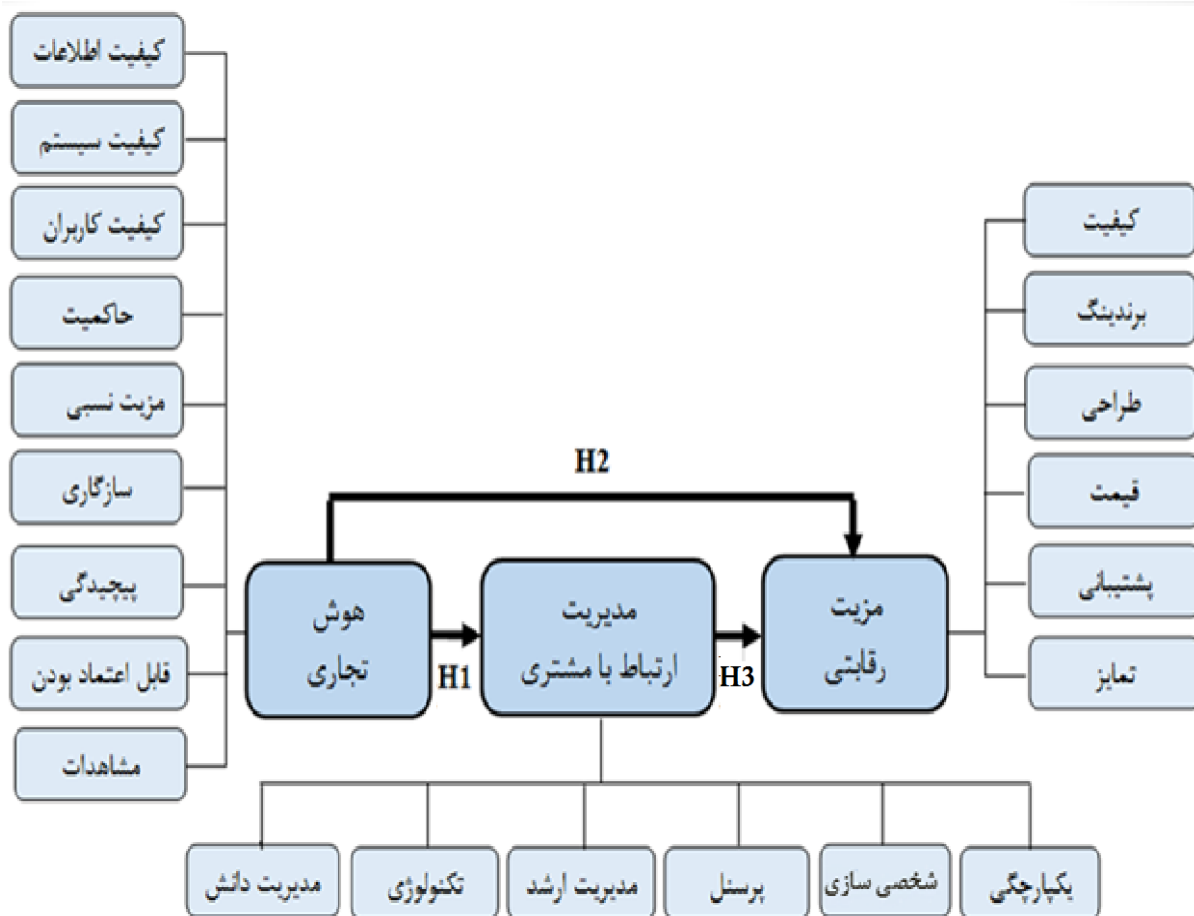 کیفیت اطلاعات
کیفیت سیستم
کیفیت کاربران
حاکمیت
مزیت نسبی
سازگاری
پیچیدگی
قابل اعتماد بودن
مشاهدات
کیفیت
برندینگ
طراحی
قیمت
پشتیبانی
تمایز
H2
هوش
تجاری
H1
مدیریت
ارتباط با مشتری
H3
مزیت
رقابتی
یکپارچگی
شخصی سازی
پرسنل
مدیریت ارشد
تکنولوژی
مدیریت دانش